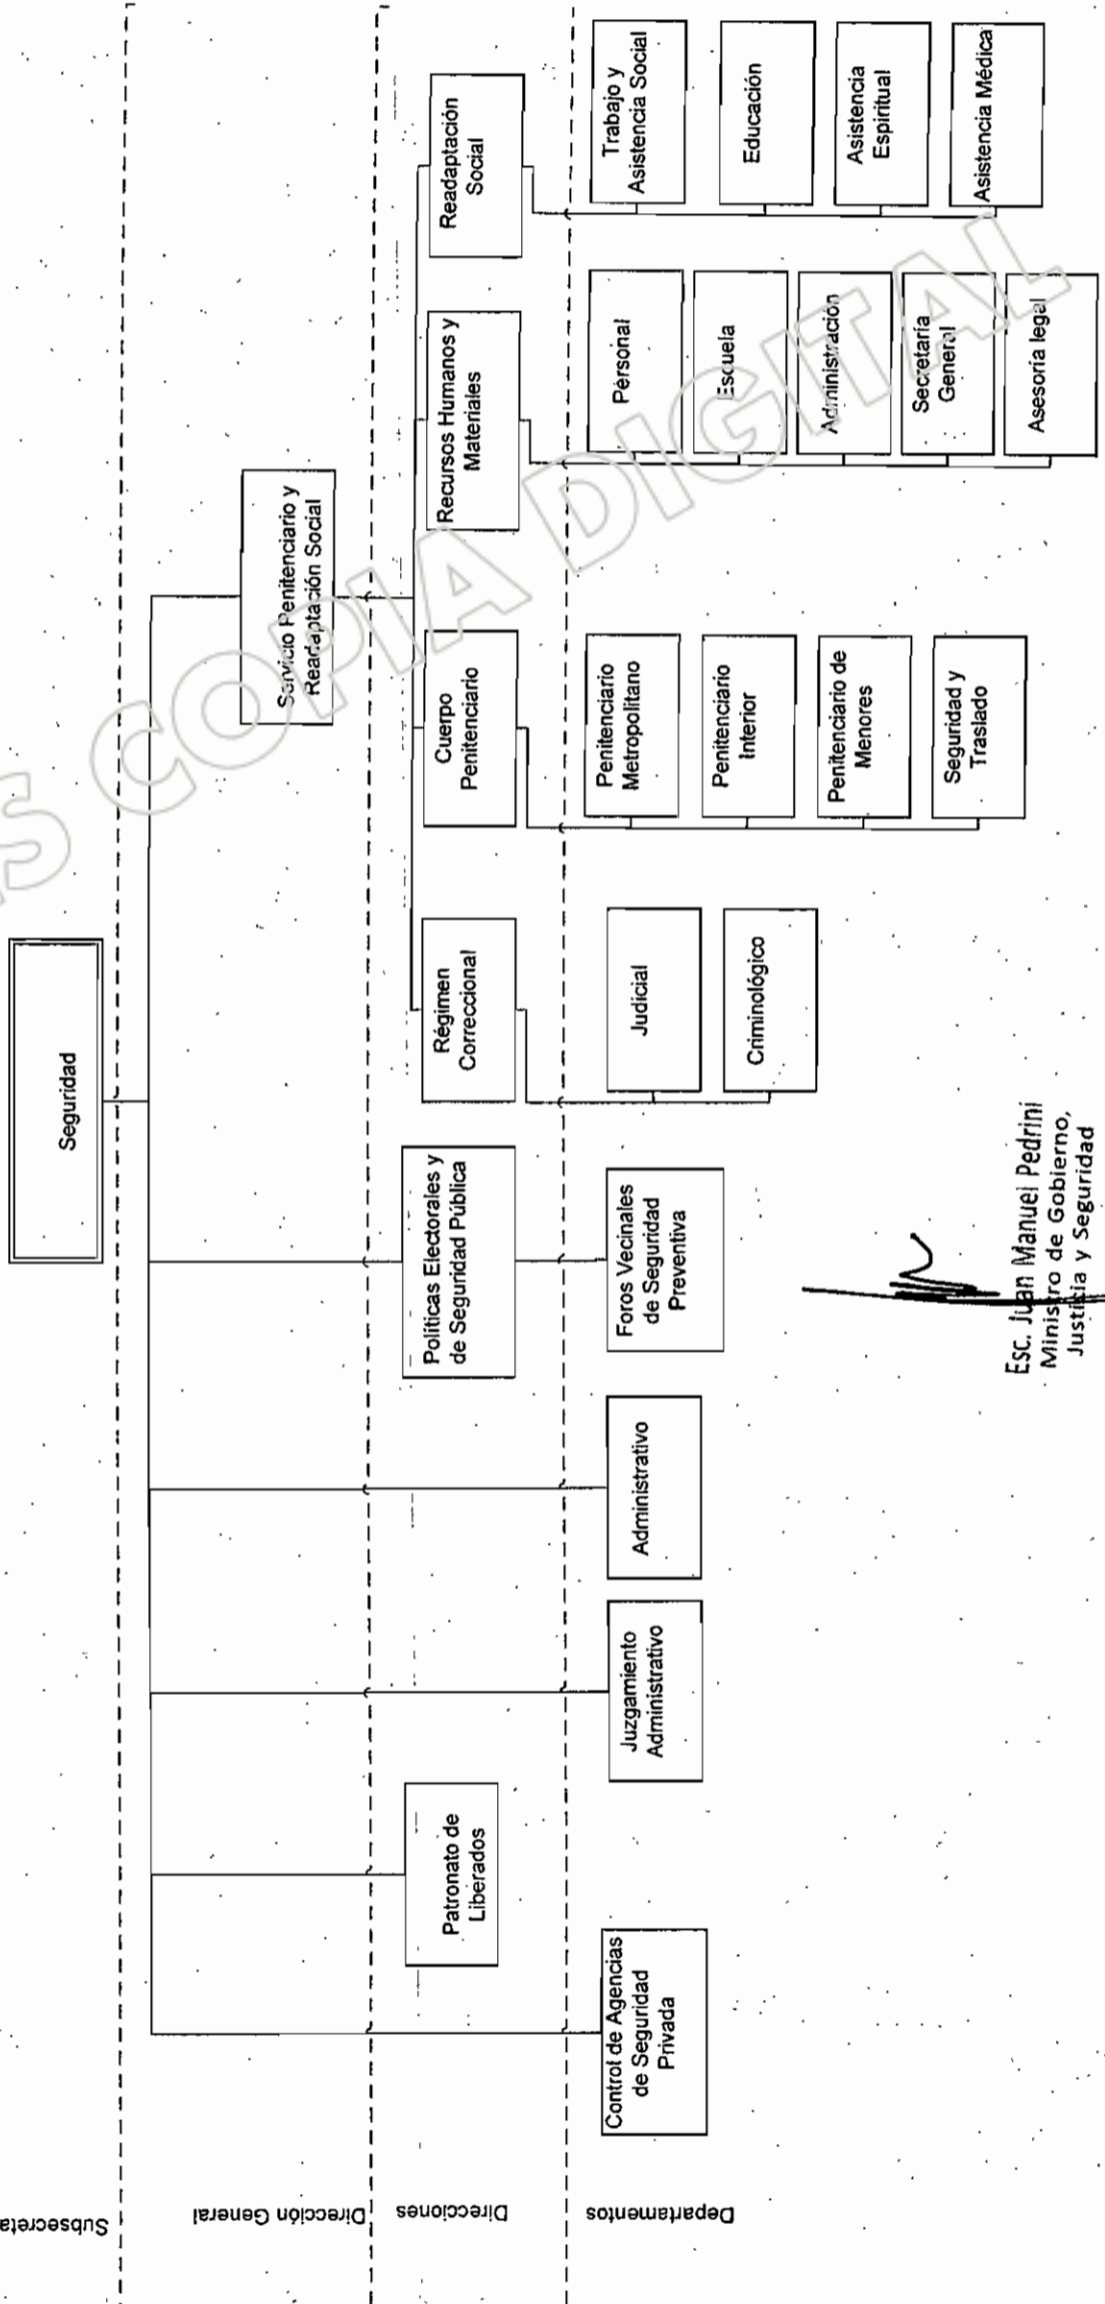 Seguridad
Servicio Penitenciario y
Readaptación Social
Patronato de
Liberados
Políticas Electorales y
de Seguridad Pública
Régimen
Correccional
Cuerpo
Penitenciario
Recursos Humanos y
Materiales
Readaptación
Social
Control de Agencias
de Seguridad
Privada
Juzgamiento
Administrativo
Administrativo
Foros Vecinales
de Seguridad
Preventiva
Judicial
Criminológico
Penitenciario
Metropolitano
Penitenciario
Interior
Penitenciario de
Menores
Seguridad y
Traslado
Personal
Escuela
Administración
Secretaría
General
Asesoría legal
Trabajo y
Asistencia Social
Educación
Asistencia
Espiritual
Asistencia Médica
Subsecreta
Dirección General
Direcciones
Departamentos
COPIA DIGITAL
Esc. Juan Manuel Pedrini
Ministro de Gobierno,
Justicia y Seguridad